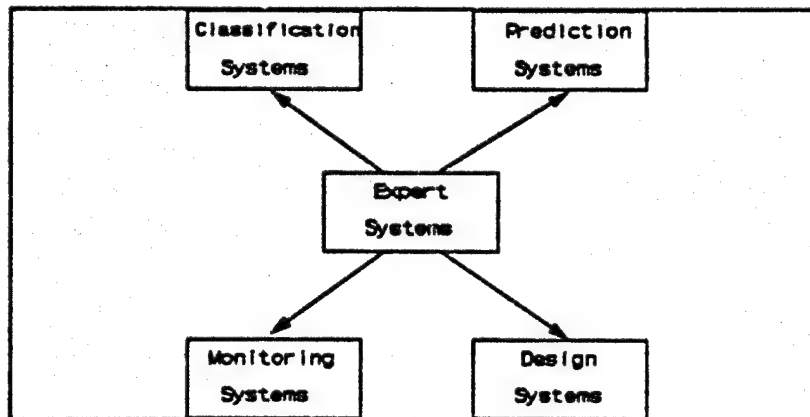 Classification
Systems
Prediction
Systems
Expert
Systems
Monitoring
Systems
Design
Systems